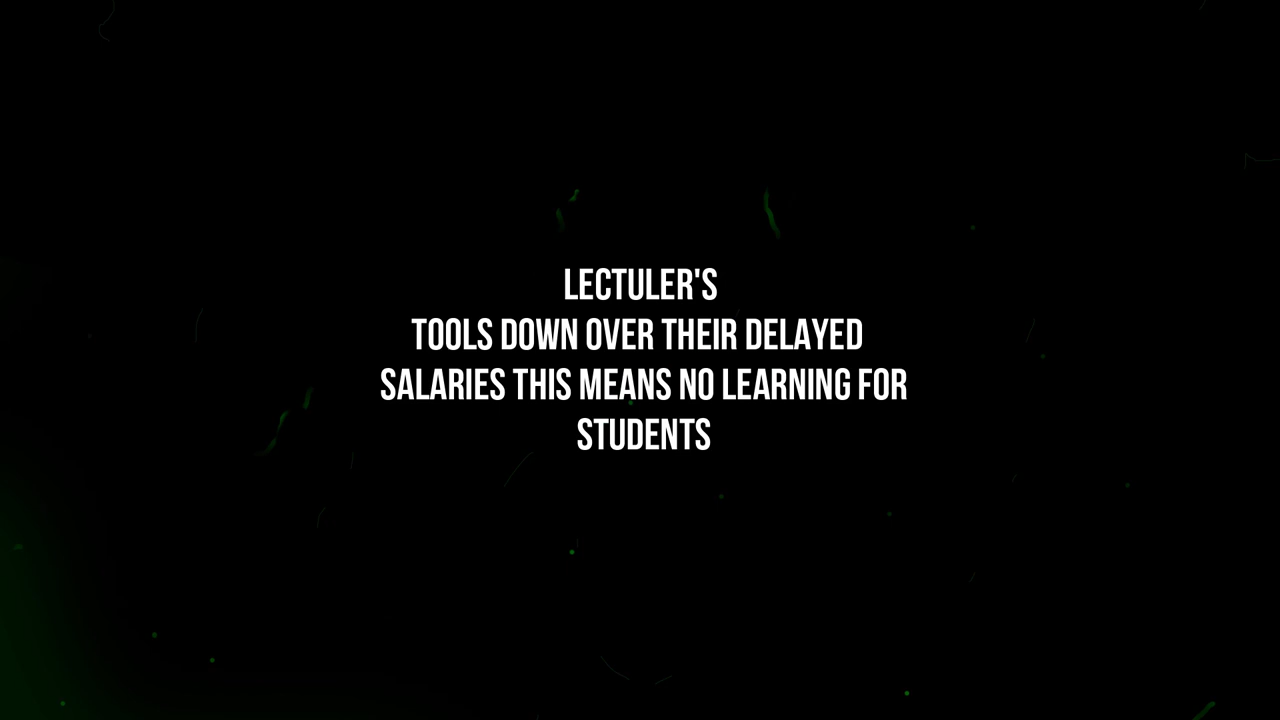 LECTULER'S
TOOLS DOWN OVER THEIR DELAYED
SALARIES THIS MEANS NO LEARNING FOR
STUDENTS